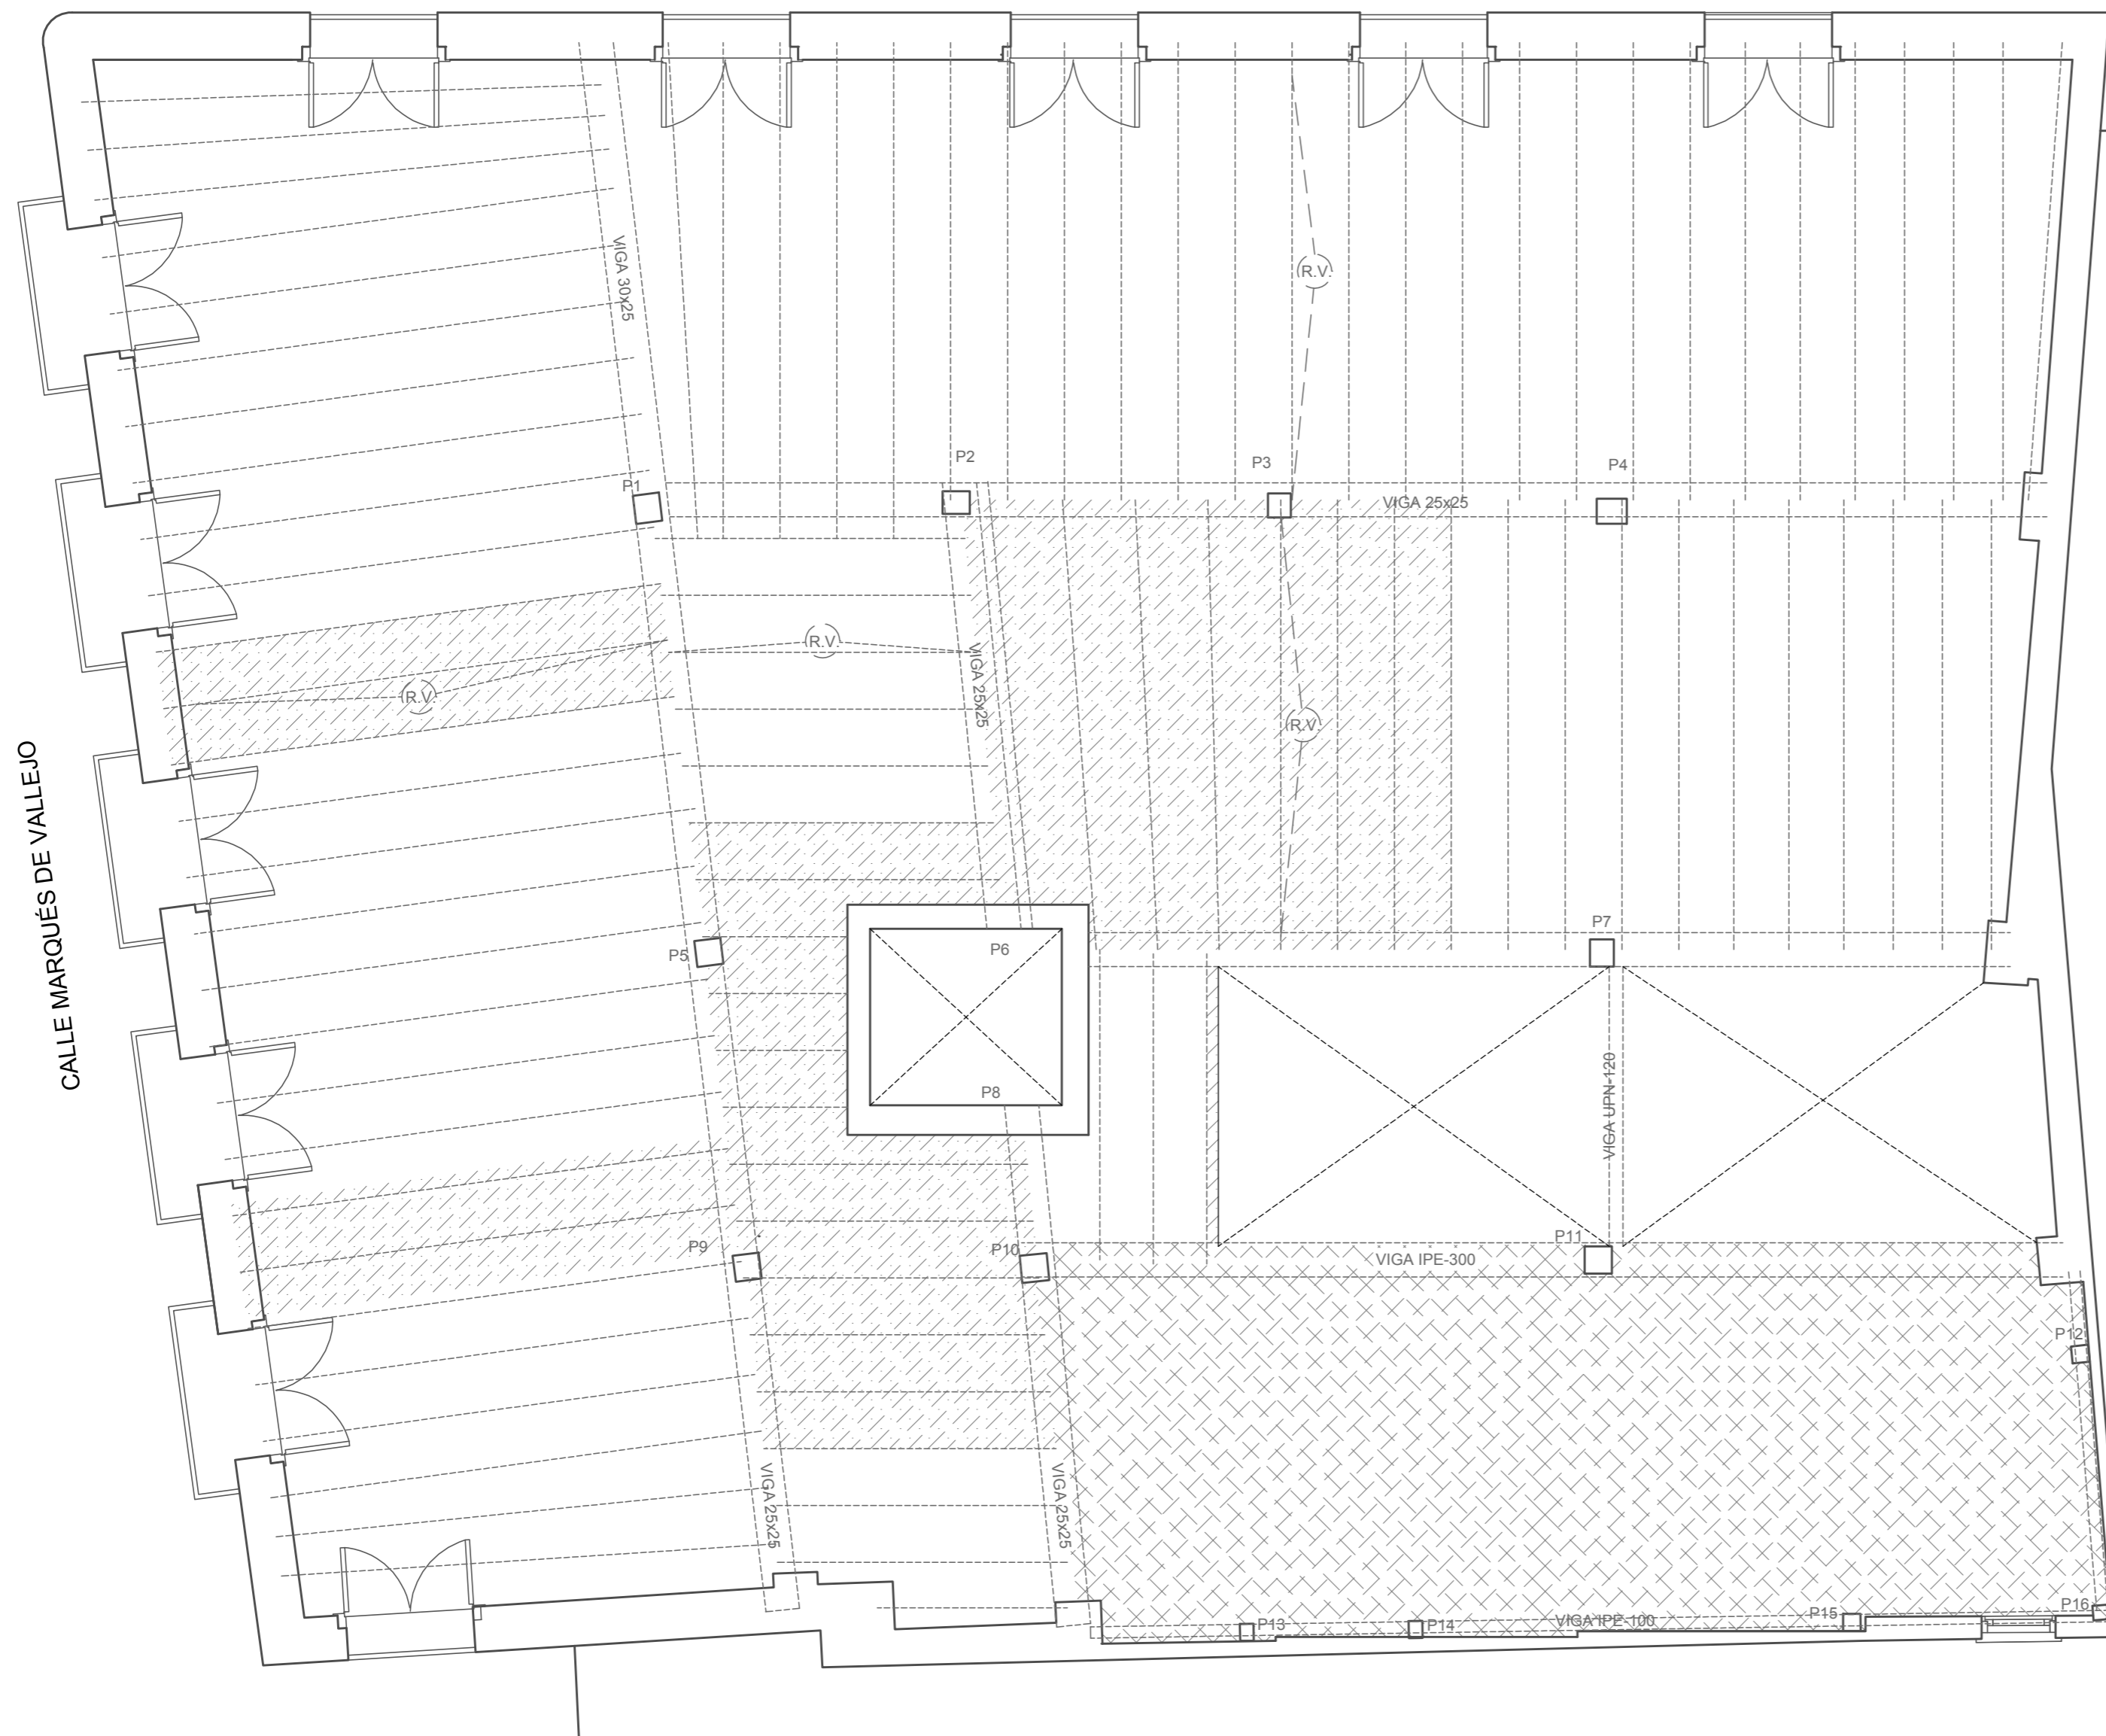 VIGA 30x25
(R.V.)
P2
P3
P4
P1
VIGA 25x25
(R.V.)
VIGA 25x25
(R.V.)
(R.V.)
CALLE MARQUÉS DE VALLEJO
P7
P5
P6
P8
VIGA UPN-120
P9
P10
P11
VIGA IPE-300
P12
VIGA 25x25
VIGA 25x25
P13
P14
VIGA IPE-100
P15
P16